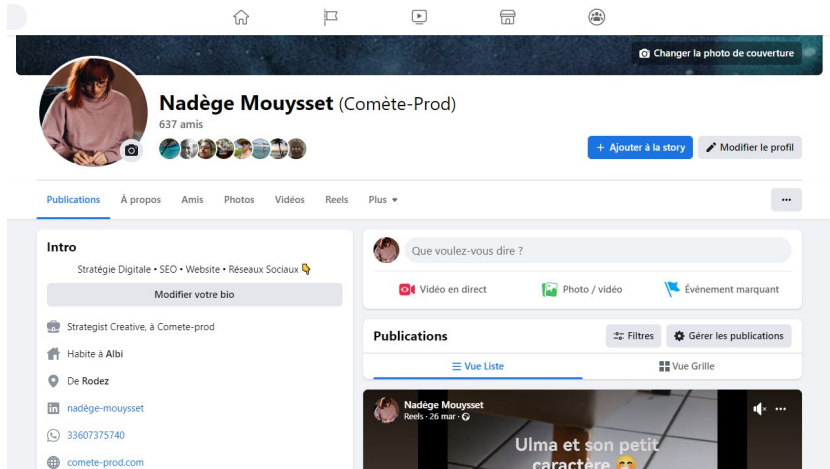 Changer la photo de couverture
Nadège Mouysset (Comète-Prod)
637 amis
+ Ajouter à la story
Modifier le profil
Publications À propos Amis Photos Vidéos Reels Plus
Intro
Stratégie Digitale • SEO • Website • Réseaux Sociaux 👇
Modifier votre bio
Strategist Creative, à Comete-prod
Habite à Albi
De Rodez
nadège-mouysset
33607375740
comete-prod.com
Que voulez-vous dire ?
Vidéo en direct
Photo / vidéo
Évènement marquant
Publications
Filtres
Gérer les publications
Vue Liste
Vue Grille
Nadège Mouysset
Reels · 26 mar ·
Ulma et son petit
caractère 🤭